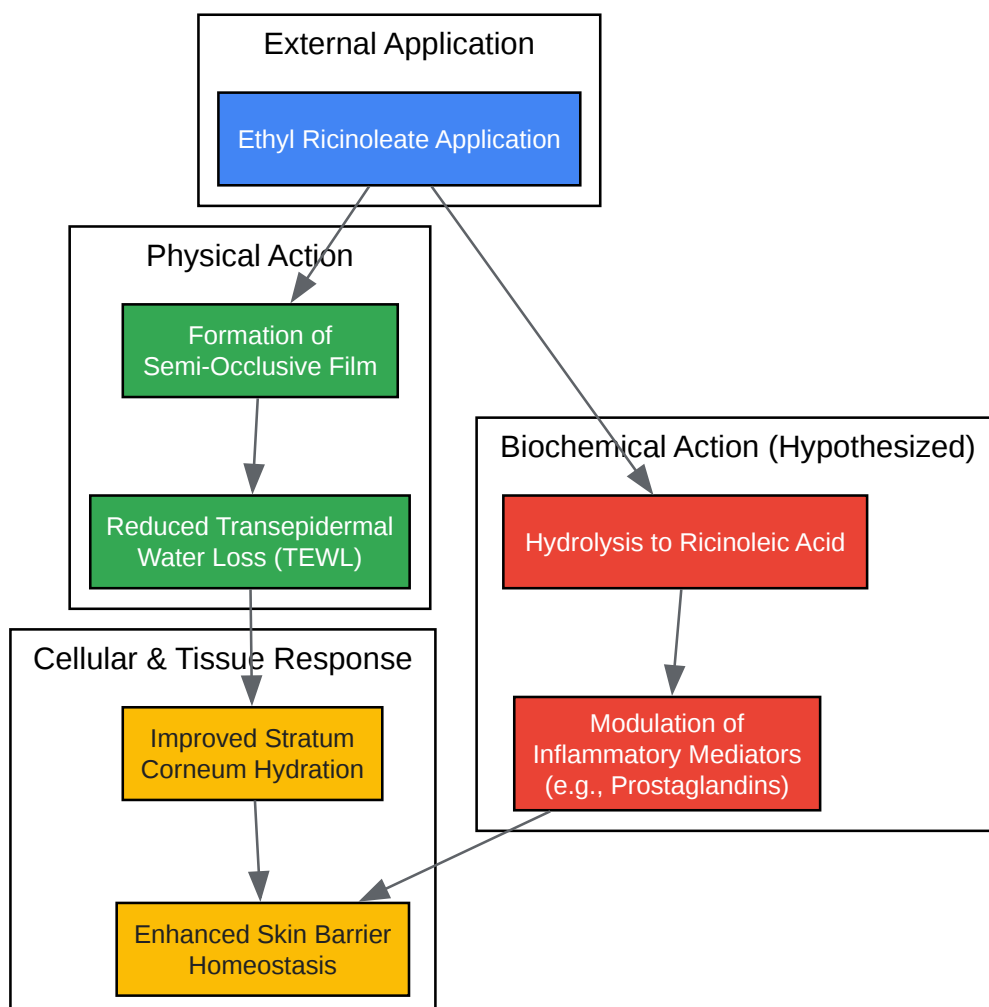 External Application
Ethyl Ricinoleate Application
Physical Action
Formation of
Semi-Occlusive Film
Reduced Transepidermal
Water Loss (TEWL)
Biochemical Action (Hypothesized)
Hydrolysis to Ricinoleic Acid
Modulation of
Inflammatory Mediators
(e.g., Prostaglandins)
Cellular & Tissue Response
Improved Stratum
Corneum Hydration
Enhanced Skin Barrier
Homeostasis